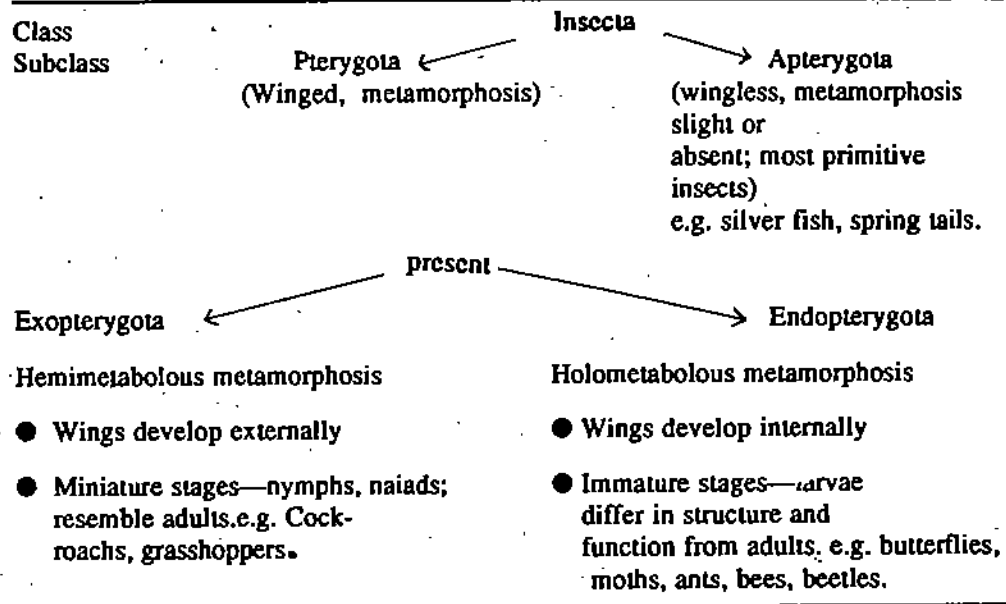 Class Insecta
Subclass Pterygota Apterygota
(Winged, metamorphosis) (wingless, metamorphosis
slight or
absent; most primitive
insects)
e.g. silver fish, spring tails.
present
Exopterygota Endopterygota
Hemimetabolous metamorphosis Holometabolous metamorphosis
● Wings develop externally ● Wings develop internally
● Miniature stages—nymphs, naiads; ● Immature stages—larvae
resemble adults.e.g. Cock- differ in structure and
roachs, grasshoppers. function from adults. e.g. butterflies,
moths, ants, bees, beetles.